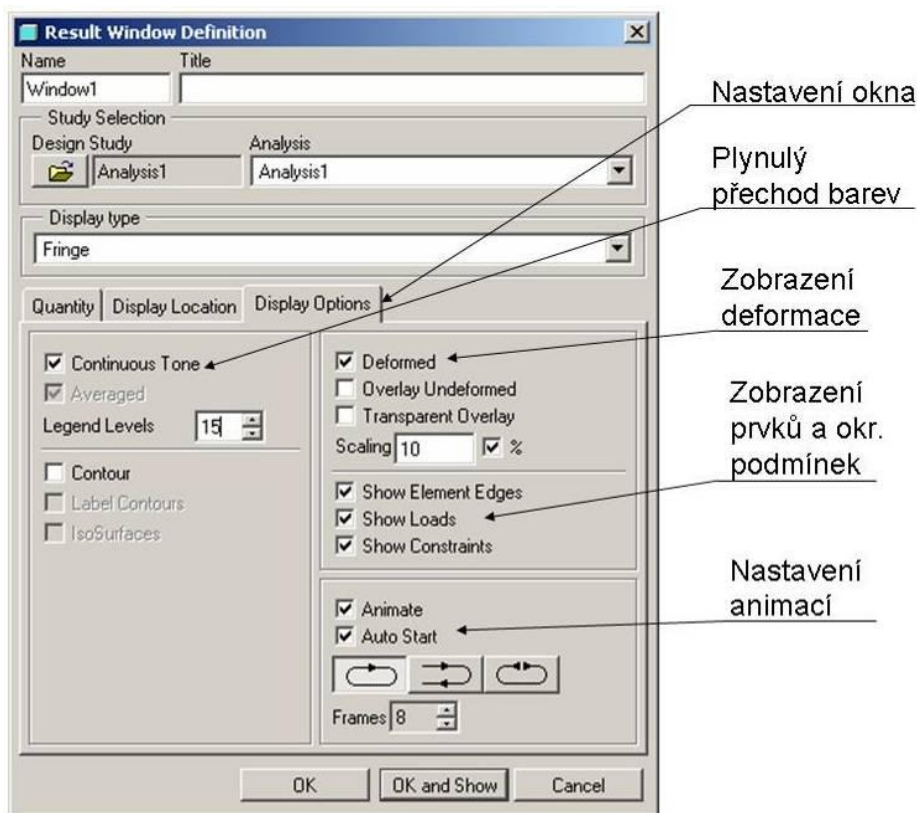 Result Window Definition
Name Title
Window1
Study Selection
Design Study Analysis
Analysis1 Analysis1
Display type
Fringe
Quantity Display Location Display Options
Continuous Tone
Averaged
Legend Levels 15
Contour
Label Contours
IsoSurfaces
Deformed
Overlay Undeformed
Transparent Overlay
Scaling 10 %
Show Element Edges
Show Loads
Show Constraints
Animate
Auto Start
Frames 8
OK OK and Show Cancel
Nastavení okna
Plynulý
přechod barev
Zobrazení
deformace
Zobrazení
prvků a okr.
podmínek
Nastavení
animací